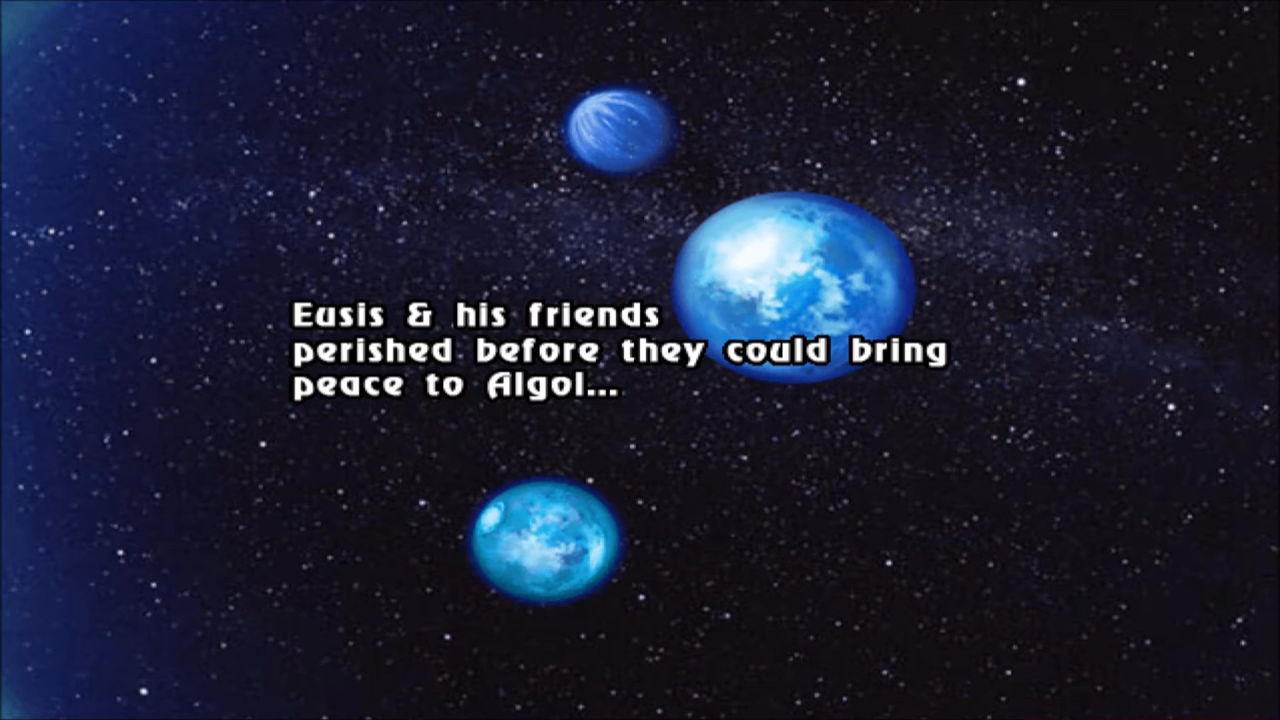 Eusis & his friends
perished before they could bring
peace to Algol...